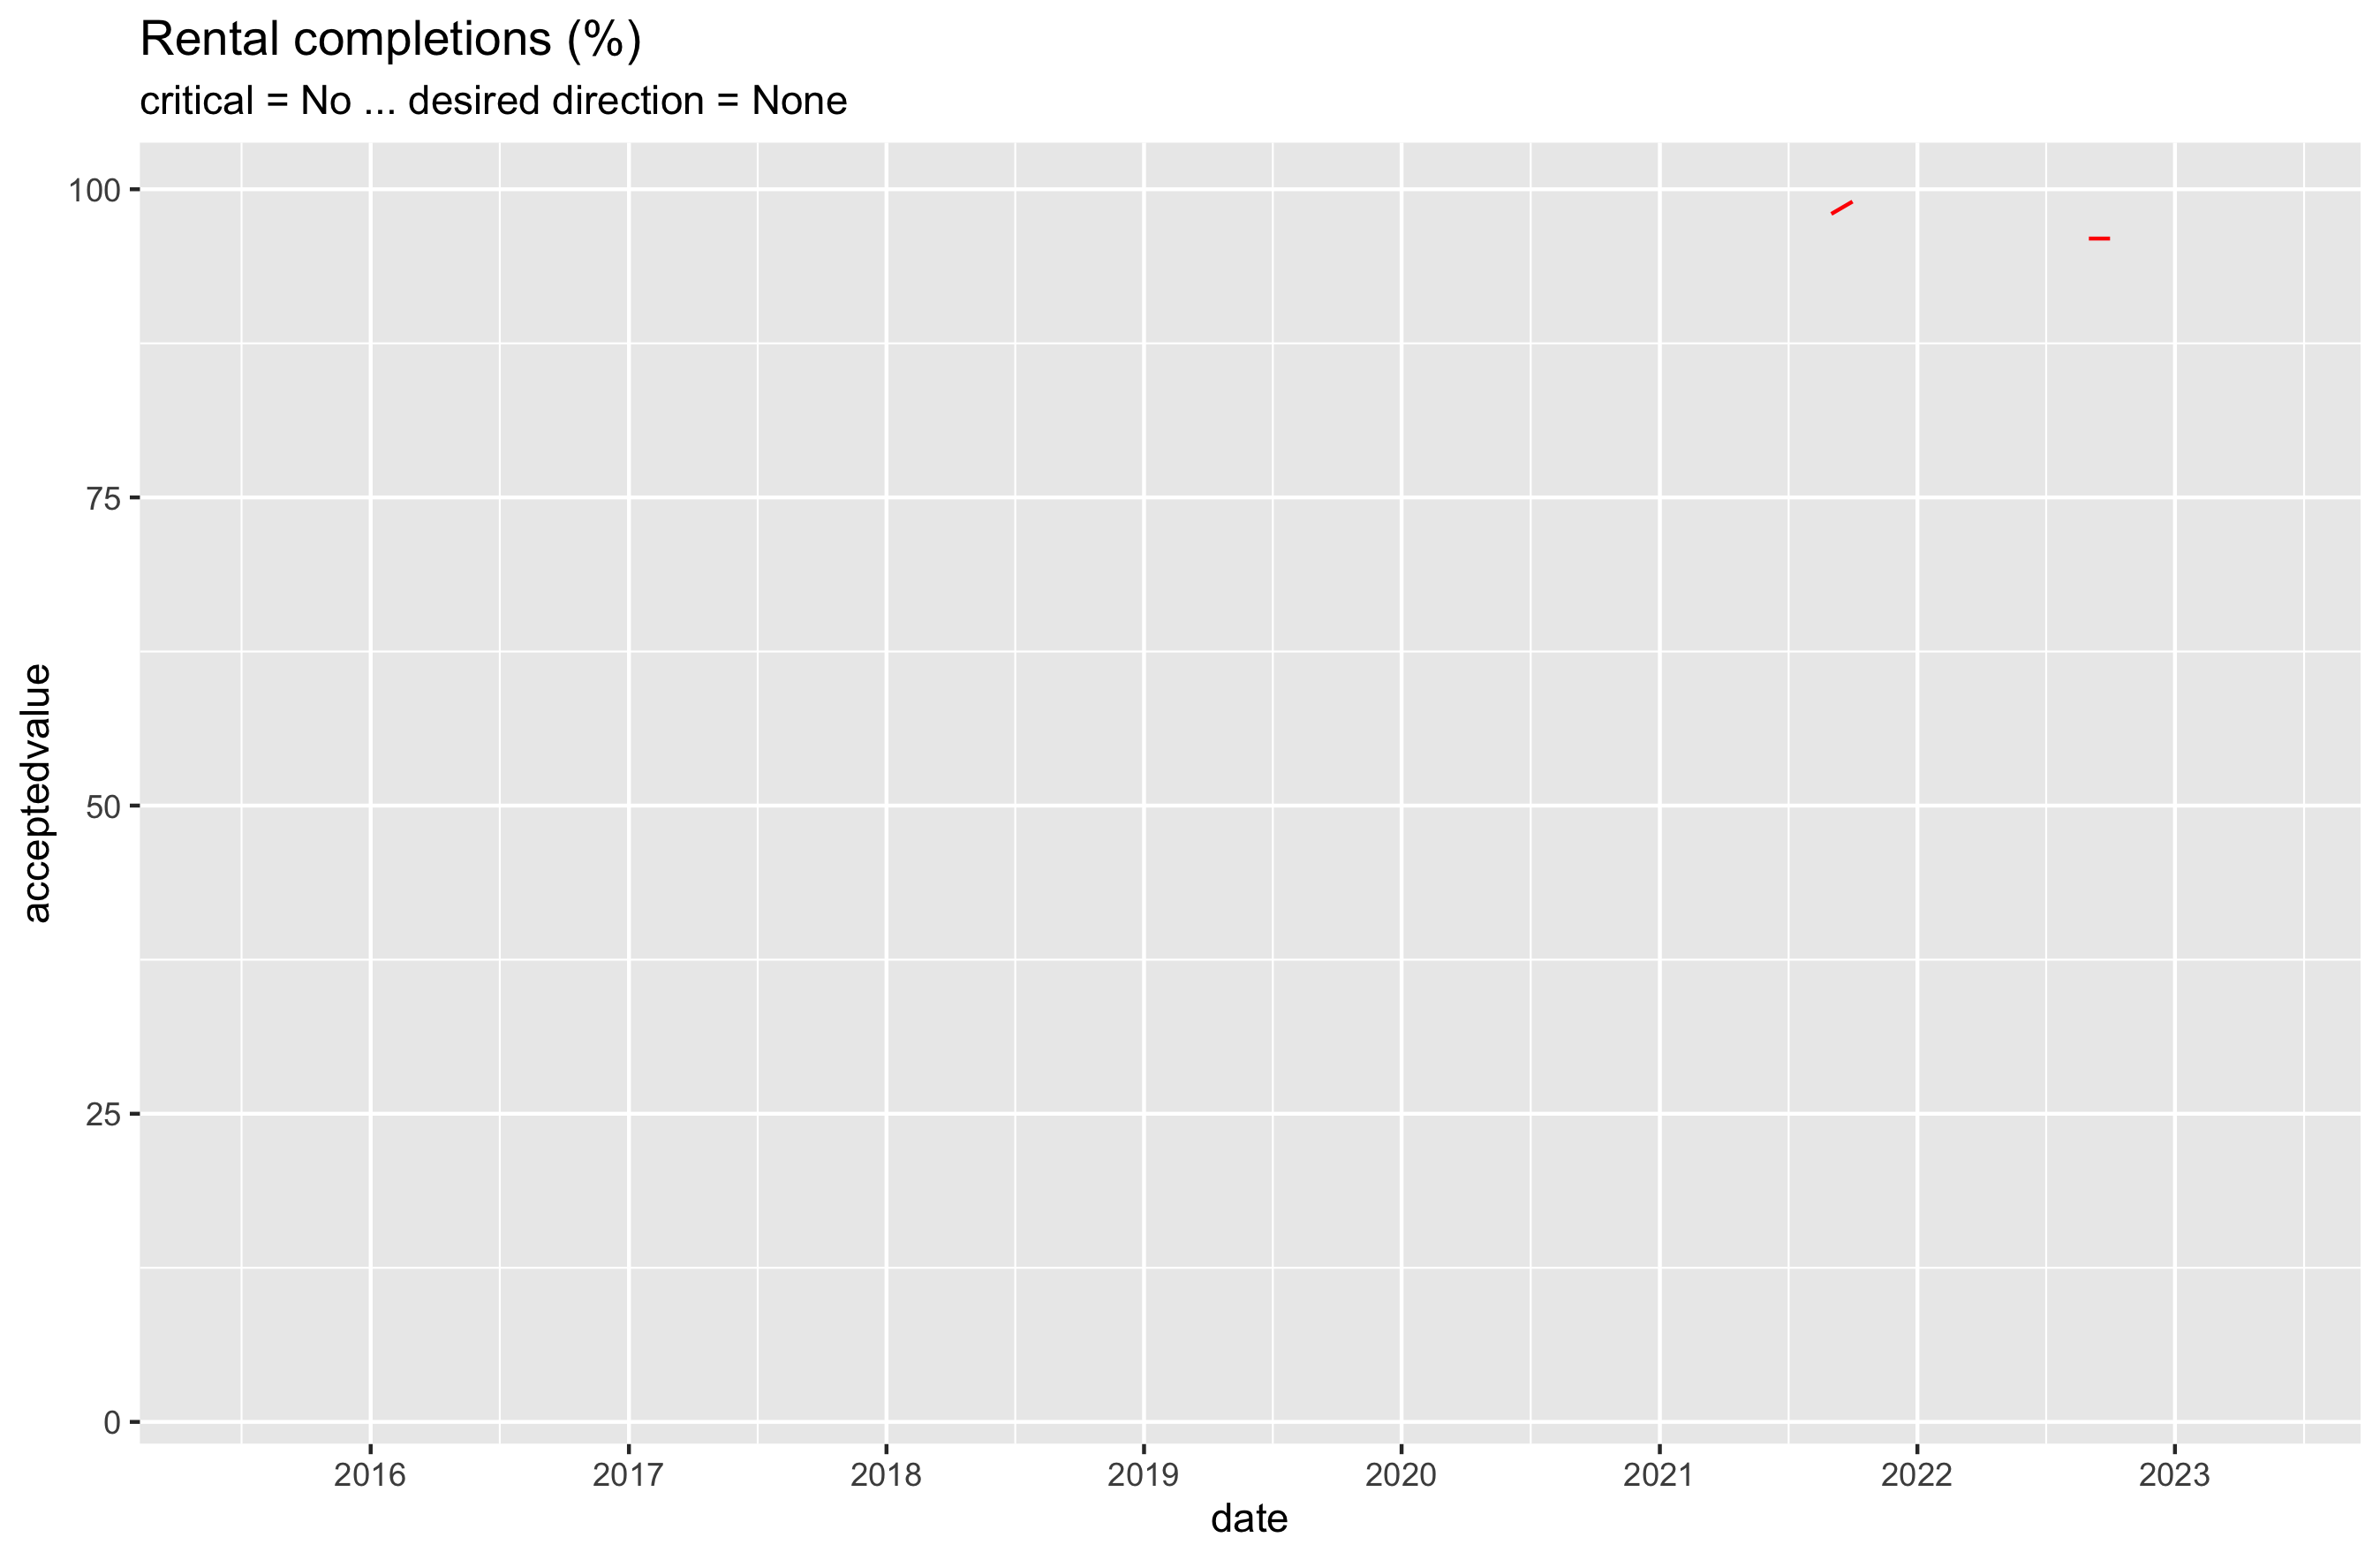 Rental completions (%)
critical = No ... desired direction = None
100
75
50
25
0
acceptedvalue
2016 2017 2018 2019 2020 2021 2022 2023
date